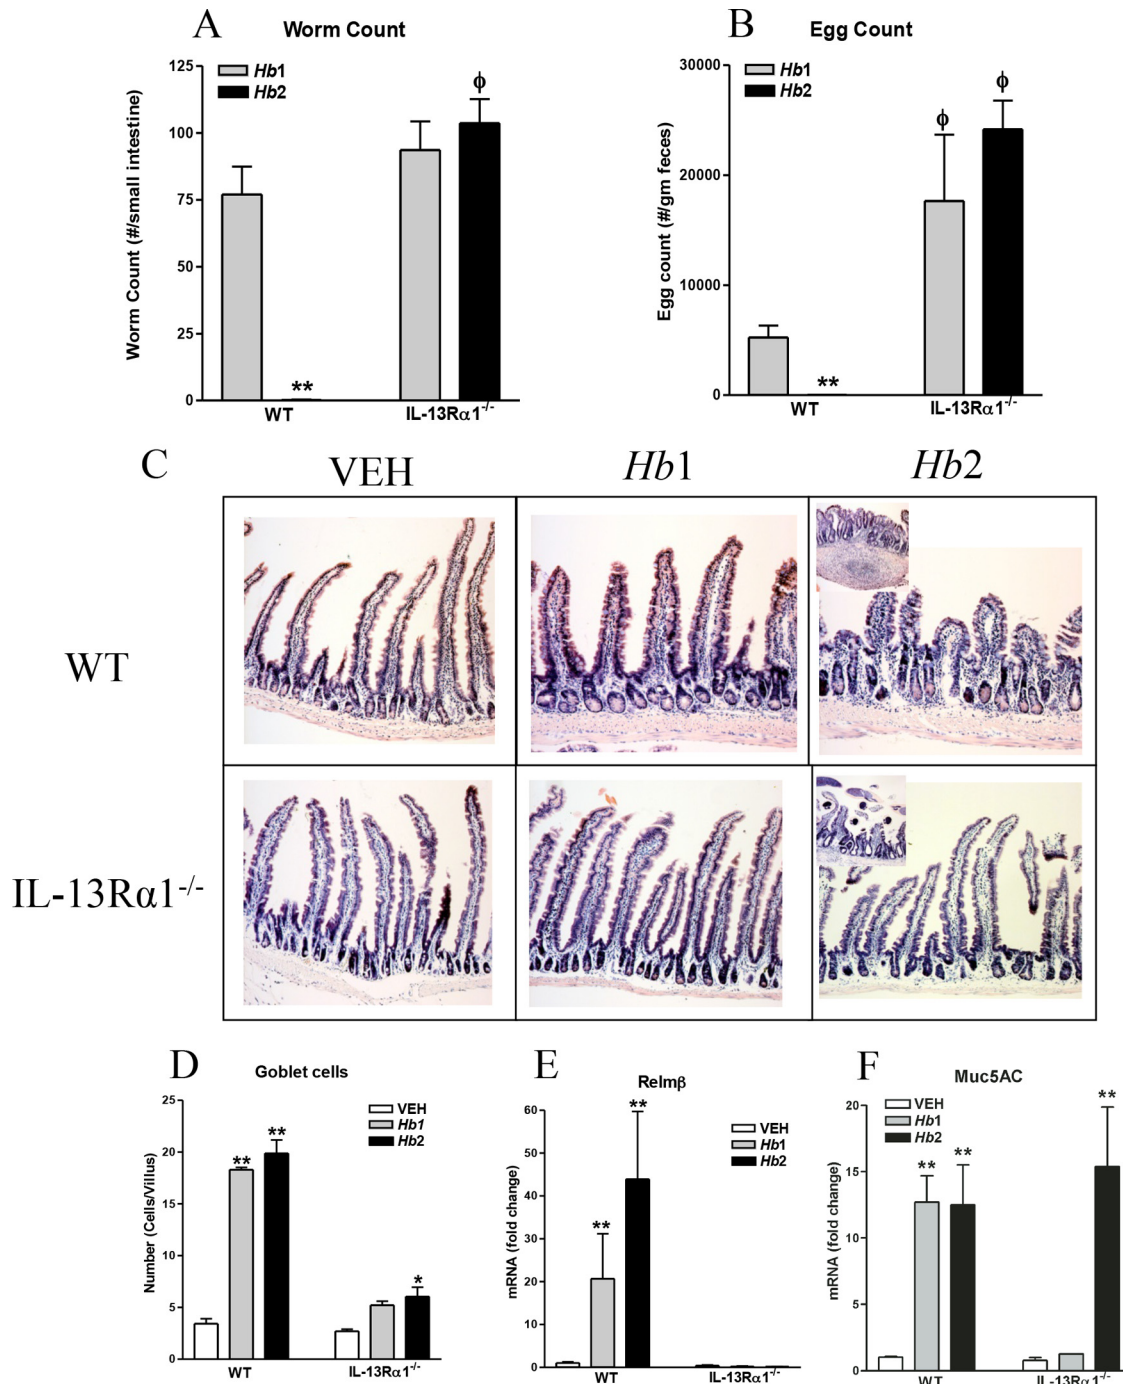 A
Worm Count
Hb1
Hb2
Worm Count (#/small intestine)
125
100
75
50
25
0
**
ϕ
WT
IL-13Rα1-/-
B
Egg Count
Hb1
Hb2
Egg count (#/gm feces)
30000
20000
10000
0
**
ϕ
ϕ
WT
IL-13Rα1-/-
C
VEH
Hb1
Hb2
WT
IL-13Rα1-/-
D
Goblet cells
VEH
Hb1
Hb2
Number (Cells/Villus)
25
20
15
10
5
0
**
**
*
WT
IL-13Rα1-/-
E
Relmβ
VEH
Hb1
Hb2
mRNA (fold change)
60
50
40
30
20
10
0
**
**
WT
IL-13Rα1-/-
F
Muc5AC
VEH
Hb1
Hb2
mRNA (fold change)
20
15
10
5
0
**
**
**
WT
IL-13Rα1-/-